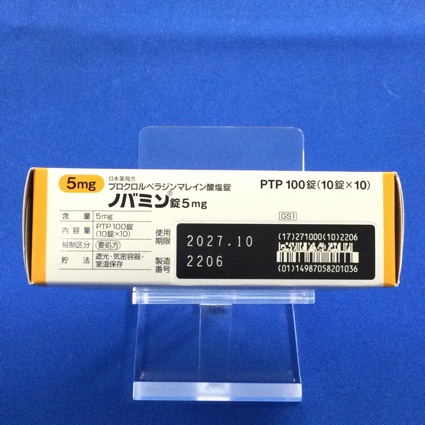 5mg
日本薬局方
プロクロルペラジンマレイン酸塩錠
ノバミン®錠5mg
PTP 100錠(10錠×10)
含量 5mg
内容量 PTP100錠
(10錠×10)
規制区分 要処方
貯法 遮光・気密容器・
室温保存
使用
期限 2027.10
製造
番号 2206
GS1
(17)271000(10)2206
(01)14987058201036